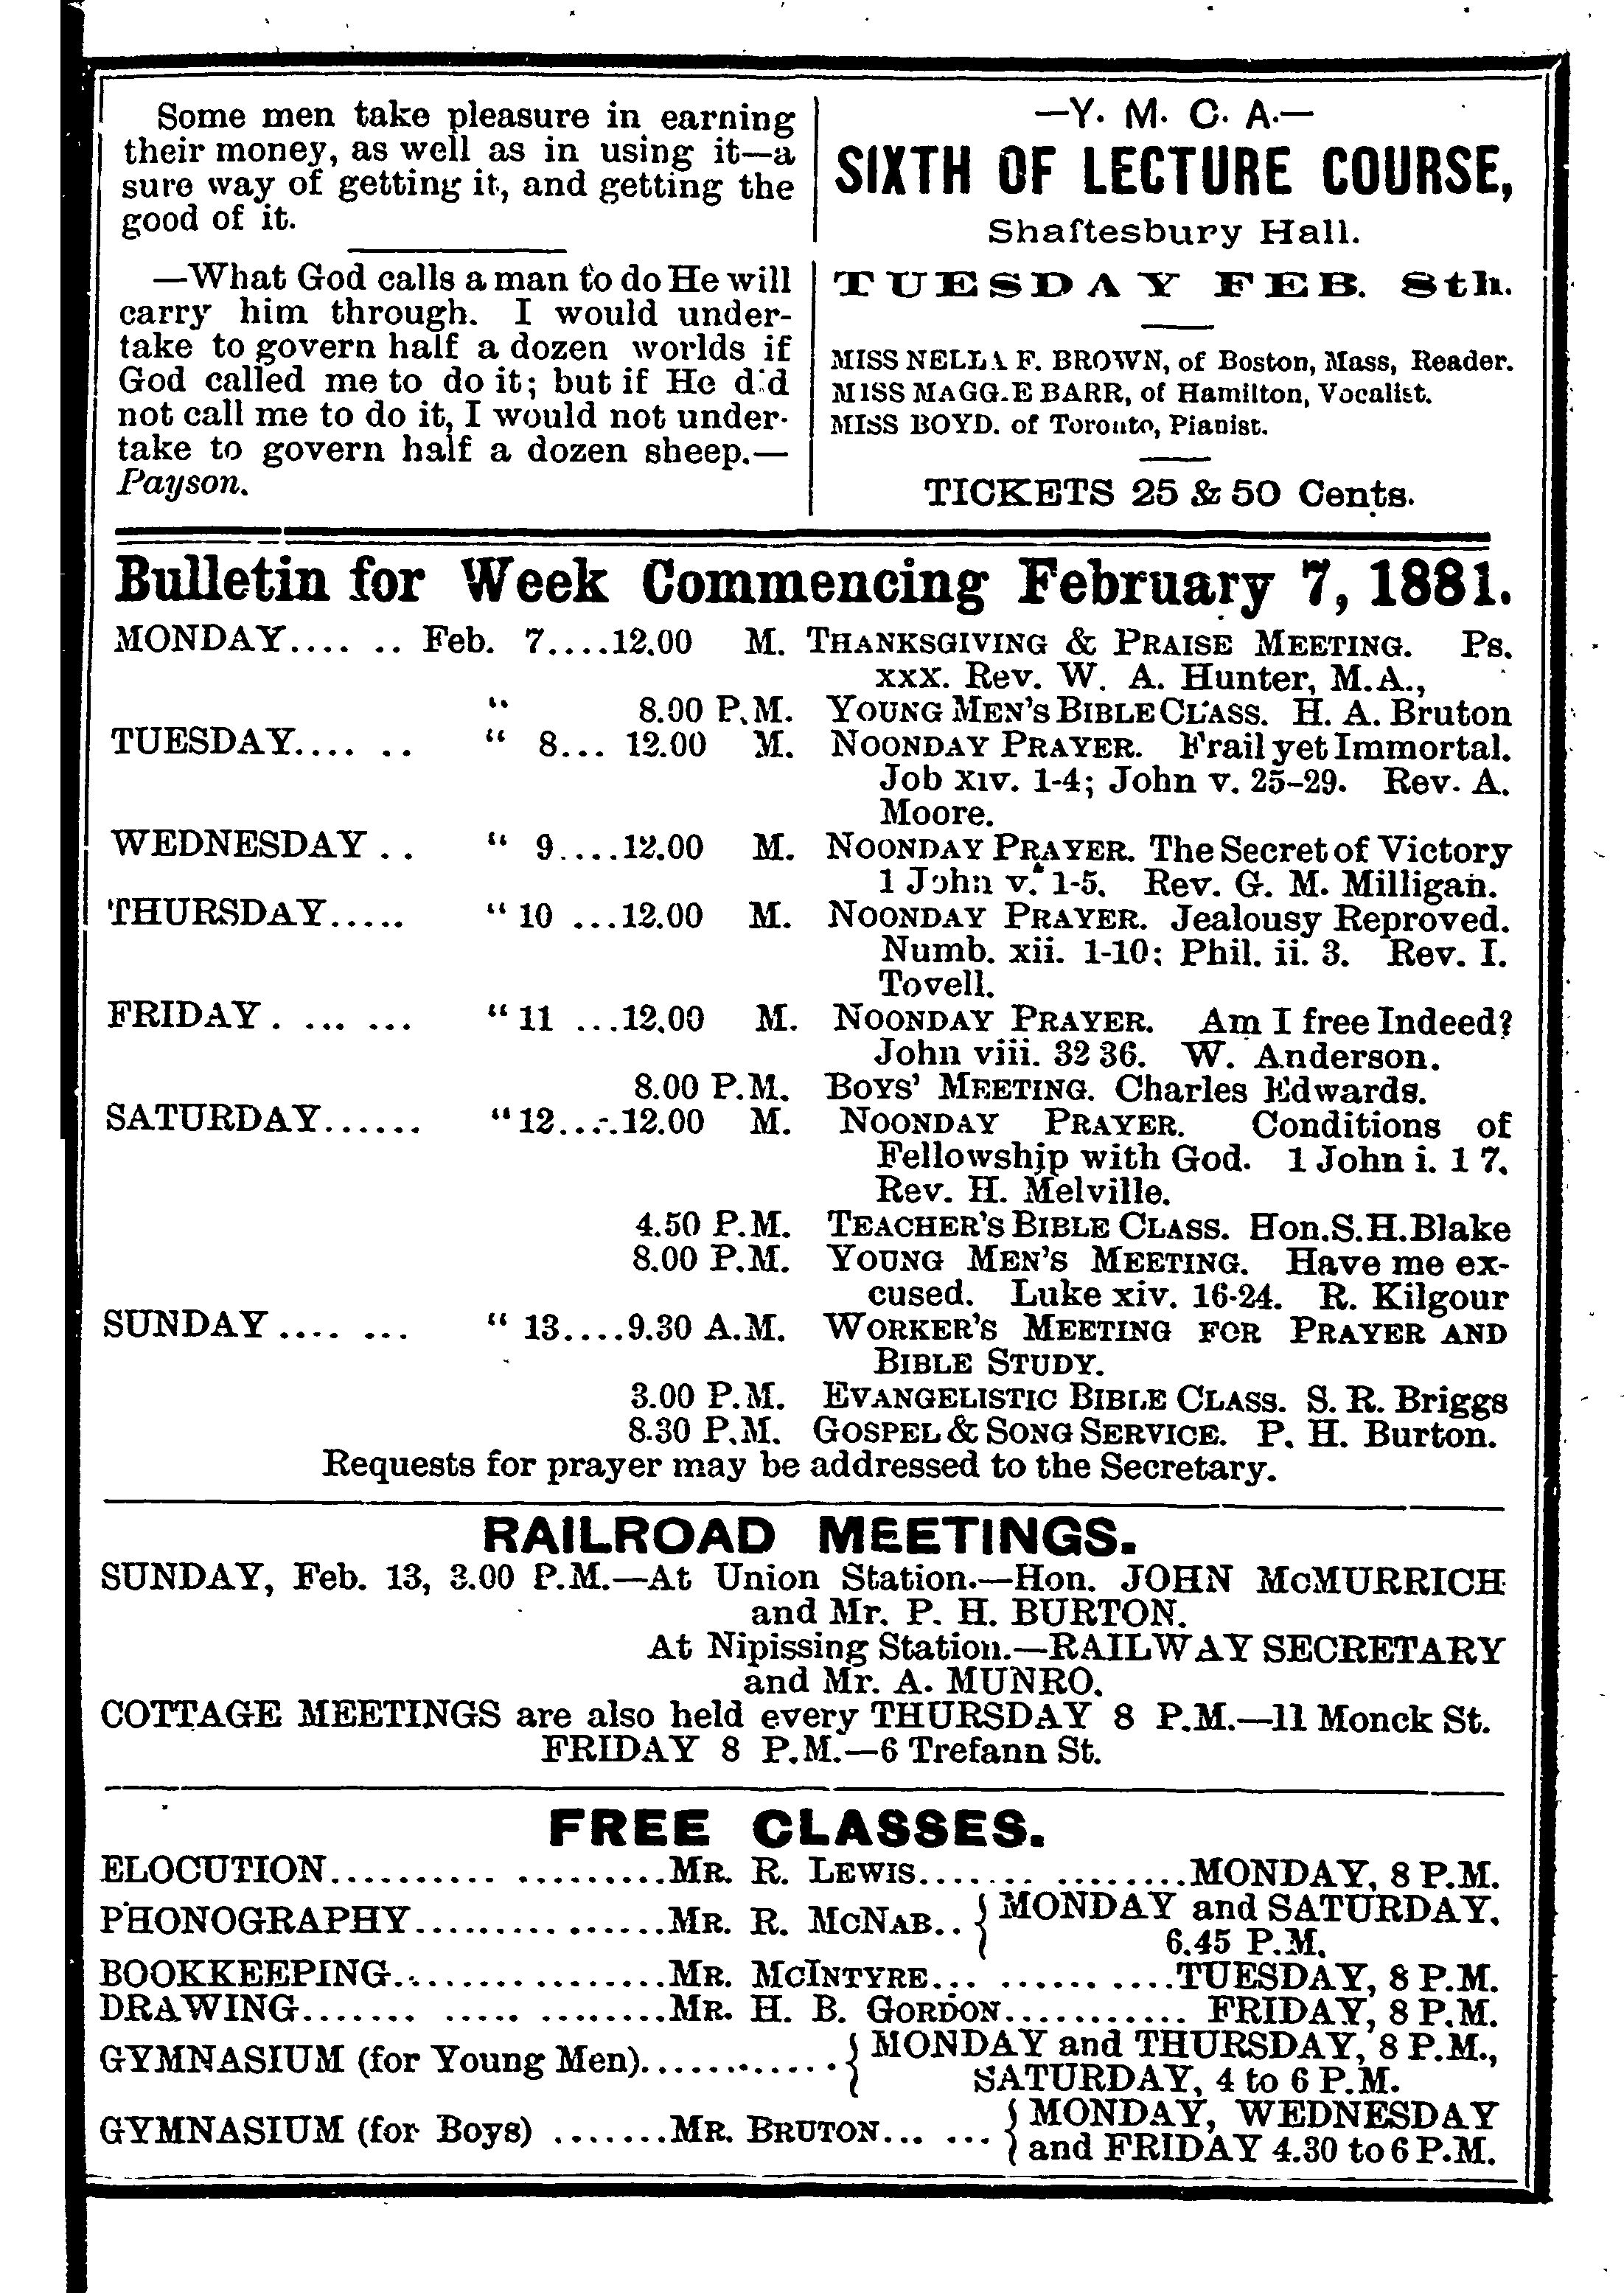 Some men take pleasure in earning
their money, as well as in using it—a
sure way of getting it, and getting the
good of it.
—What God calls a man to do He will
carry him through. I would under-
take to govern half a dozen worlds if
God called me to do it; but if He did
not call me to do it, I would not under-
take to govern half a dozen sheep.—
Payson.
—Y. M. C. A.—
SIXTH OF LECTURE COURSE,
Shaftesbury Hall.
TUESDAY FEB. 8th.
MISS NELLA F. BROWN, of Boston, Mass, Reader.
MISS MAGGIE BARR, of Hamilton, Vocalist.
MISS BOYD. of Toronto, Pianist.
TICKETS 25 & 50 Cents.
Bulletin for Week Commencing February 7, 1881.
MONDAY.... .. Feb. 7....12.00 M. THANKSGIVING & PRAISE MEETING. Ps.
xxx. Rev. W. A. Hunter, M.A.,
" 8.00 P.M. YOUNG MEN'S BIBLE CLASS. H. A. Bruton
TUESDAY.... .. " 8... 12.00 M. NOONDAY PRAYER. Frail yet Immortal.
Job xiv. 1-4; John v. 25-29. Rev. A.
Moore.
WEDNESDAY .. " 9....12.00 M. NOONDAY PRAYER. The Secret of Victory
1 John v. 1-5. Rev. G. M. Milligan.
THURSDAY..... " 10 ...12.00 M. NOONDAY PRAYER. Jealousy Reproved.
Numb. xii. 1-10; Phil. ii. 3. Rev. I.
Tovell.
FRIDAY . ... ... " 11 ...12.00 M. NOONDAY PRAYER. Am I free Indeed?
John viii. 32 36. W. Anderson.
8.00 P.M. BOYS' MEETING. Charles Edwards.
SATURDAY...... " 12.....12.00 M. NOONDAY PRAYER. Conditions of
Fellowship with God. 1 John i. 1 7.
Rev. H. Melville.
4.50 P.M. TEACHER'S BIBLE CLASS. Hon. S. H. Blake
8.00 P.M. YOUNG MEN'S MEETING. Have me ex-
cused. Luke xiv. 16-24. R. Kilgour
SUNDAY .... ... " 13....9.30 A.M. WORKER'S MEETING FOR PRAYER AND
BIBLE STUDY.
3.00 P.M. EVANGELISTIC BIBLE CLASS. S. R. Briggs
8.30 P.M. GOSPEL & SONG SERVICE. P. H. Burton.
Requests for prayer may be addressed to the Secretary.
RAILROAD MEETINGS.
SUNDAY, Feb. 13, 3.00 P.M.—At Union Station.—Hon. JOHN McMURRICH
and Mr. P. H. BURTON.
At Nipissing Station.—RAILWAY SECRETARY
and Mr. A. MUNRO.
COTTAGE MEETINGS are also held every THURSDAY 8 P.M.—11 Monck St.
FRIDAY 8 P.M.—6 Trefann St.
FREE CLASSES.
ELOCUTION.......... .........MR. R. LEWIS....... ........MONDAY, 8 P.M.
PHONOGRAPHY.......... ......MR. R. MCNAB.. { MONDAY and SATURDAY,
6.45 P.M.
BOOKKEEPING......... ........MR. MCINTYRE... ...... ....TUESDAY, 8 P.M.
DRAWING....... ..... ........MR. H. B. GORDON........... FRIDAY, 8 P.M.
GYMNASIUM (for Young Men)............{ MONDAY and THURSDAY, 8 P.M.,
SATURDAY, 4 to 6 P.M.
GYMNASIUM (for Boys) .......MR. BRUTON... ... { MONDAY, WEDNESDAY
and FRIDAY 4.30 to 6 P.M.